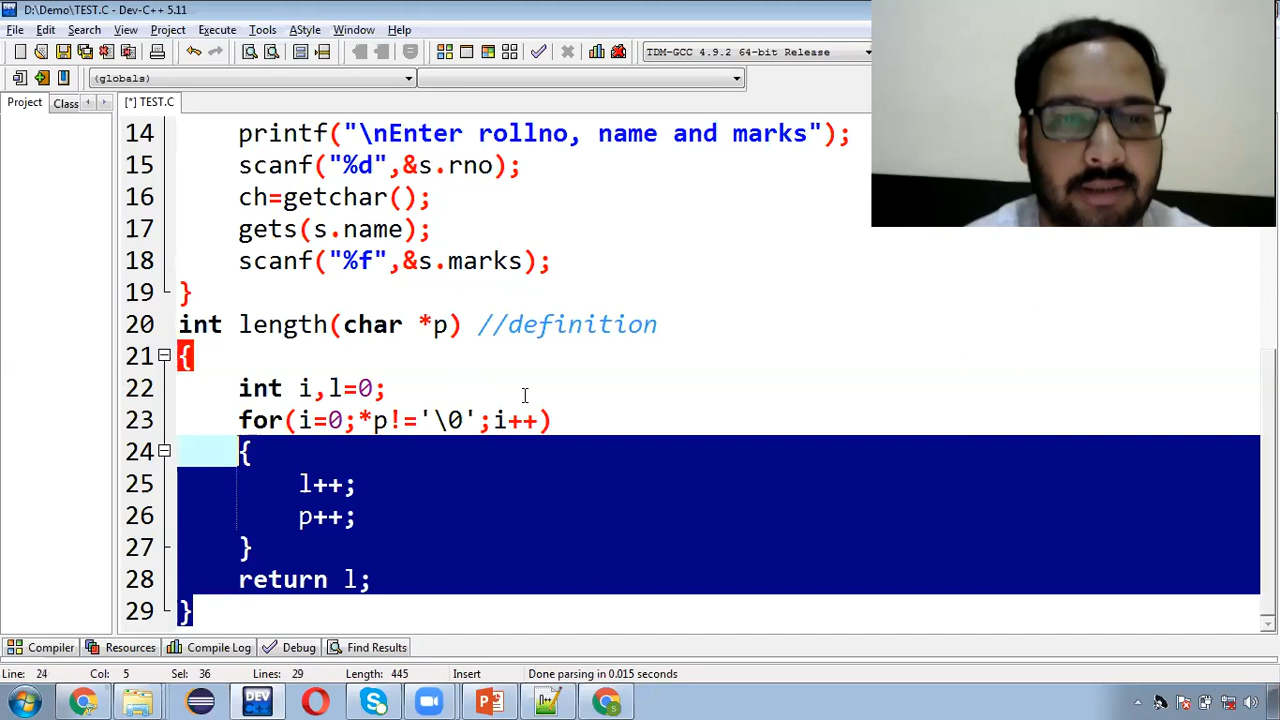 D:\Demo\TEST.C - Dev-C++ 5.11
File Edit Search View Project Execute Tools AStyle Window Help
TDM-GCC 4.9.2 64-bit Release
(globals)
Project Class [*] TEST.C
14 printf("\nEnter rollno, name and marks");
15 scanf("%d",&s.rno);
16 ch=getchar();
17 gets(s.name);
18 scanf("%f",&s.marks);
19 }
20 int length(char *p) //definition
21 {
22 int i,l=0;
23 for(i=0;*p!='\0';i++)
24 {
25 l++;
26 p++;
27 }
28 return l;
29 }
Compiler Resources Compile Log Debug Find Results
Line: 24 Col: 5 Sel: 36 Lines: 29 Length: 445 Insert Done parsing in 0.015 seconds
DEV C++